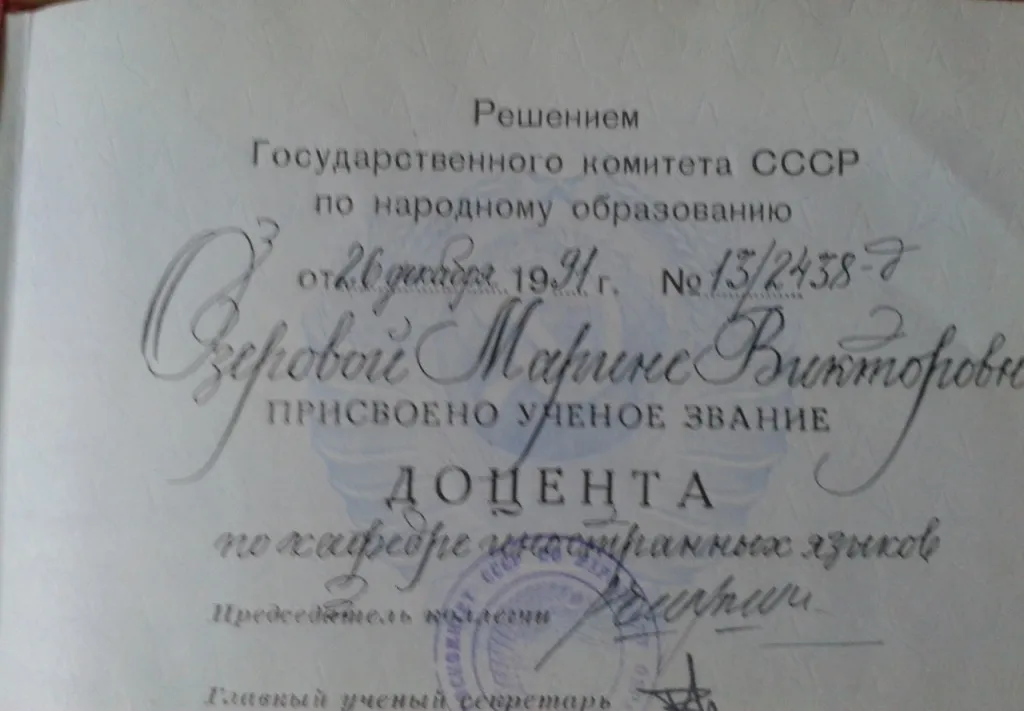 Решением
Государственного комитета СССР
по народному образованию
от 26 декабря 1991 г. № 13/2438-д
Озеровой Марине Викторовн
ПРИСВОЕНО УЧЕНОЕ ЗВАНИЕ
ДОЦЕНТА
по кафедре иностранных языков
Председатель коллегии
Главный ученый секретарь